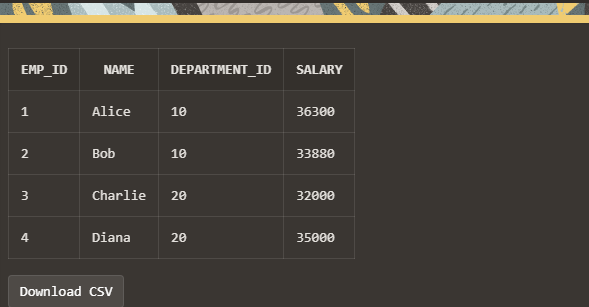 EMP_ID NAME DEPARTMENT_ID SALARY
1 Alice 10 36300
2 Bob 10 33880
3 Charlie 20 32000
4 Diana 20 35000
Download CSV